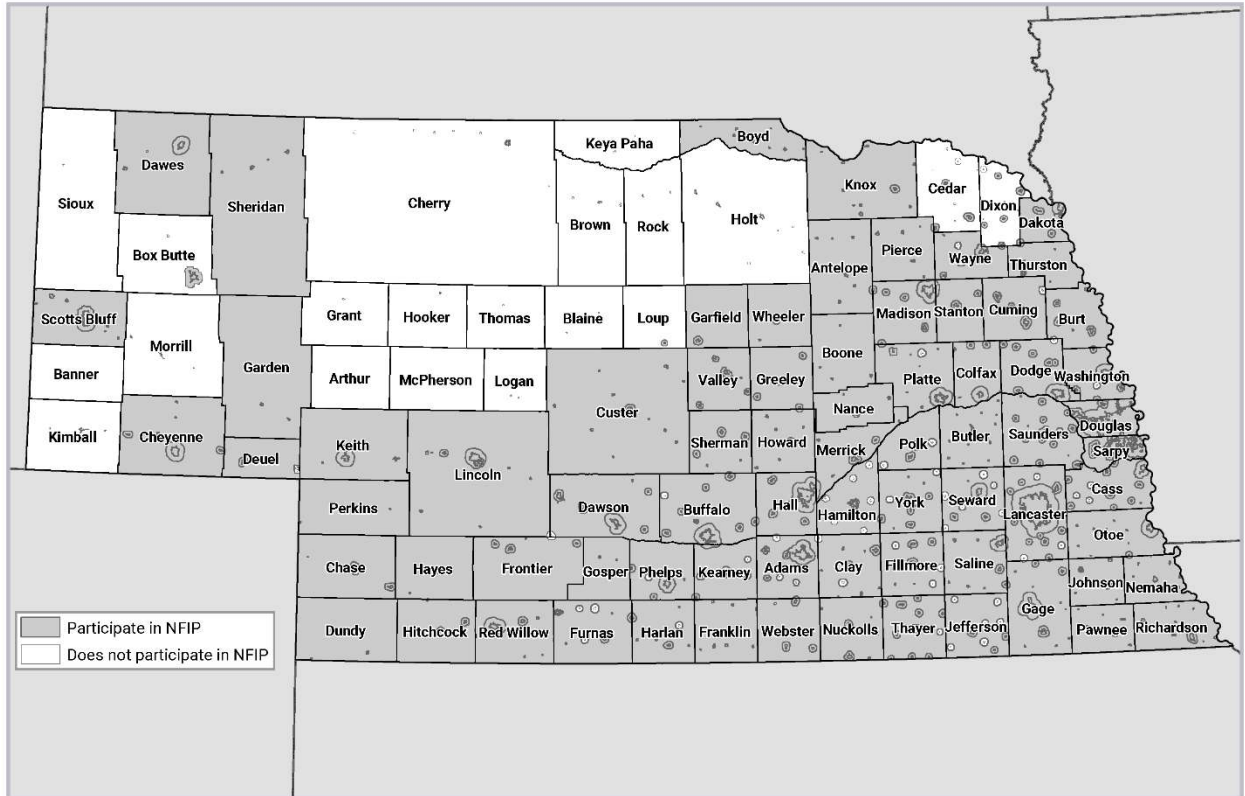 Keya Paha
Boyd
Dawes
Knox
Cedar
Sioux
Sheridan
Cherry
Dixon
Holt
Brown
Rock
Dakota
Box Butte
Pierce
Wayne
Antelope
Thurston
Scotts Bluff
Grant
Hooker
Thomas
Blaine
Loup
Garfield
Wheeler
Madison
Stanton
Cuming
Burt
Morrill
Boone
Garden
Banner
Arthur
McPherson
Logan
Valley
Greeley
Platte
Colfax
Dodge
Washington
Custer
Nance
Douglas
Kimball
Cheyenne
Keith
Sherman
Howard
Polk
Butler
Saunders
Merrick
Sarpy
Deuel
Lincoln
Cass
Perkins
Dawson
Buffalo
Hall
Hamilton
York
Seward
Lancaster
Otoe
Chase
Hayes
Frontier
Gosper
Phelps
Kearney
Adams
Clay
Fillmore
Saline
Johnson
Nemaha
Gage
Dundy
Hitchcock
Red Willow
Furnas
Harlan
Franklin
Webster
Nuckolls
Thayer
Jefferson
Pawnee
Richardson
Participate in NFIP
Does not participate in NFIP